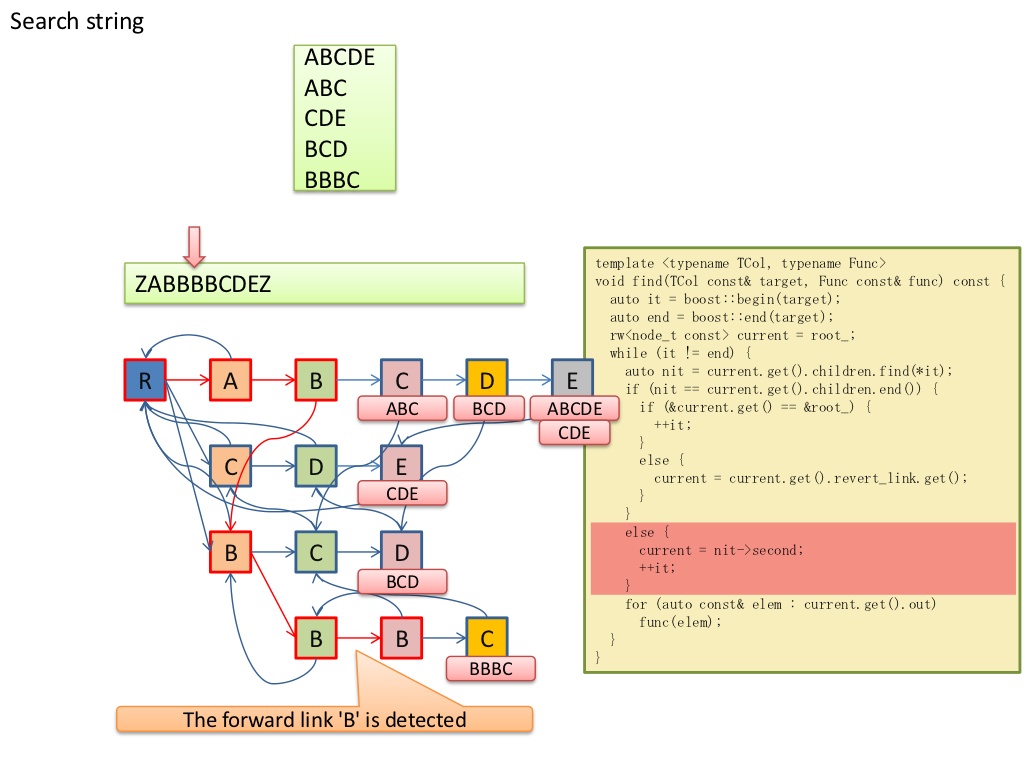 Search string
ABCDE
ABC
CDE
BCD
BBBC
ZABBBBCDEZ
R
A
B
C
D
E
ABC
BCD
ABCDE
CDE
C
D
E
CDE
B
C
D
BCD
B
B
C
BBBC
The forward link 'B' is detected
template <typename TCol, typename Func>
void find(TCol const& target, Func const& func) const {
auto it = boost::begin(target);
auto end = boost::end(target);
rw<node_t const> current = root_;
while (it != end) {
auto nit = current.get().children.find(*it);
if (nit == current.get().children.end()) {
if (&current.get() == &root_) {
++it;
}
else {
current = current.get().revert_link.get();
}
}
else {
current = nit->second;
++it;
}
for (auto const& elem : current.get().out)
func(elem);
}
}